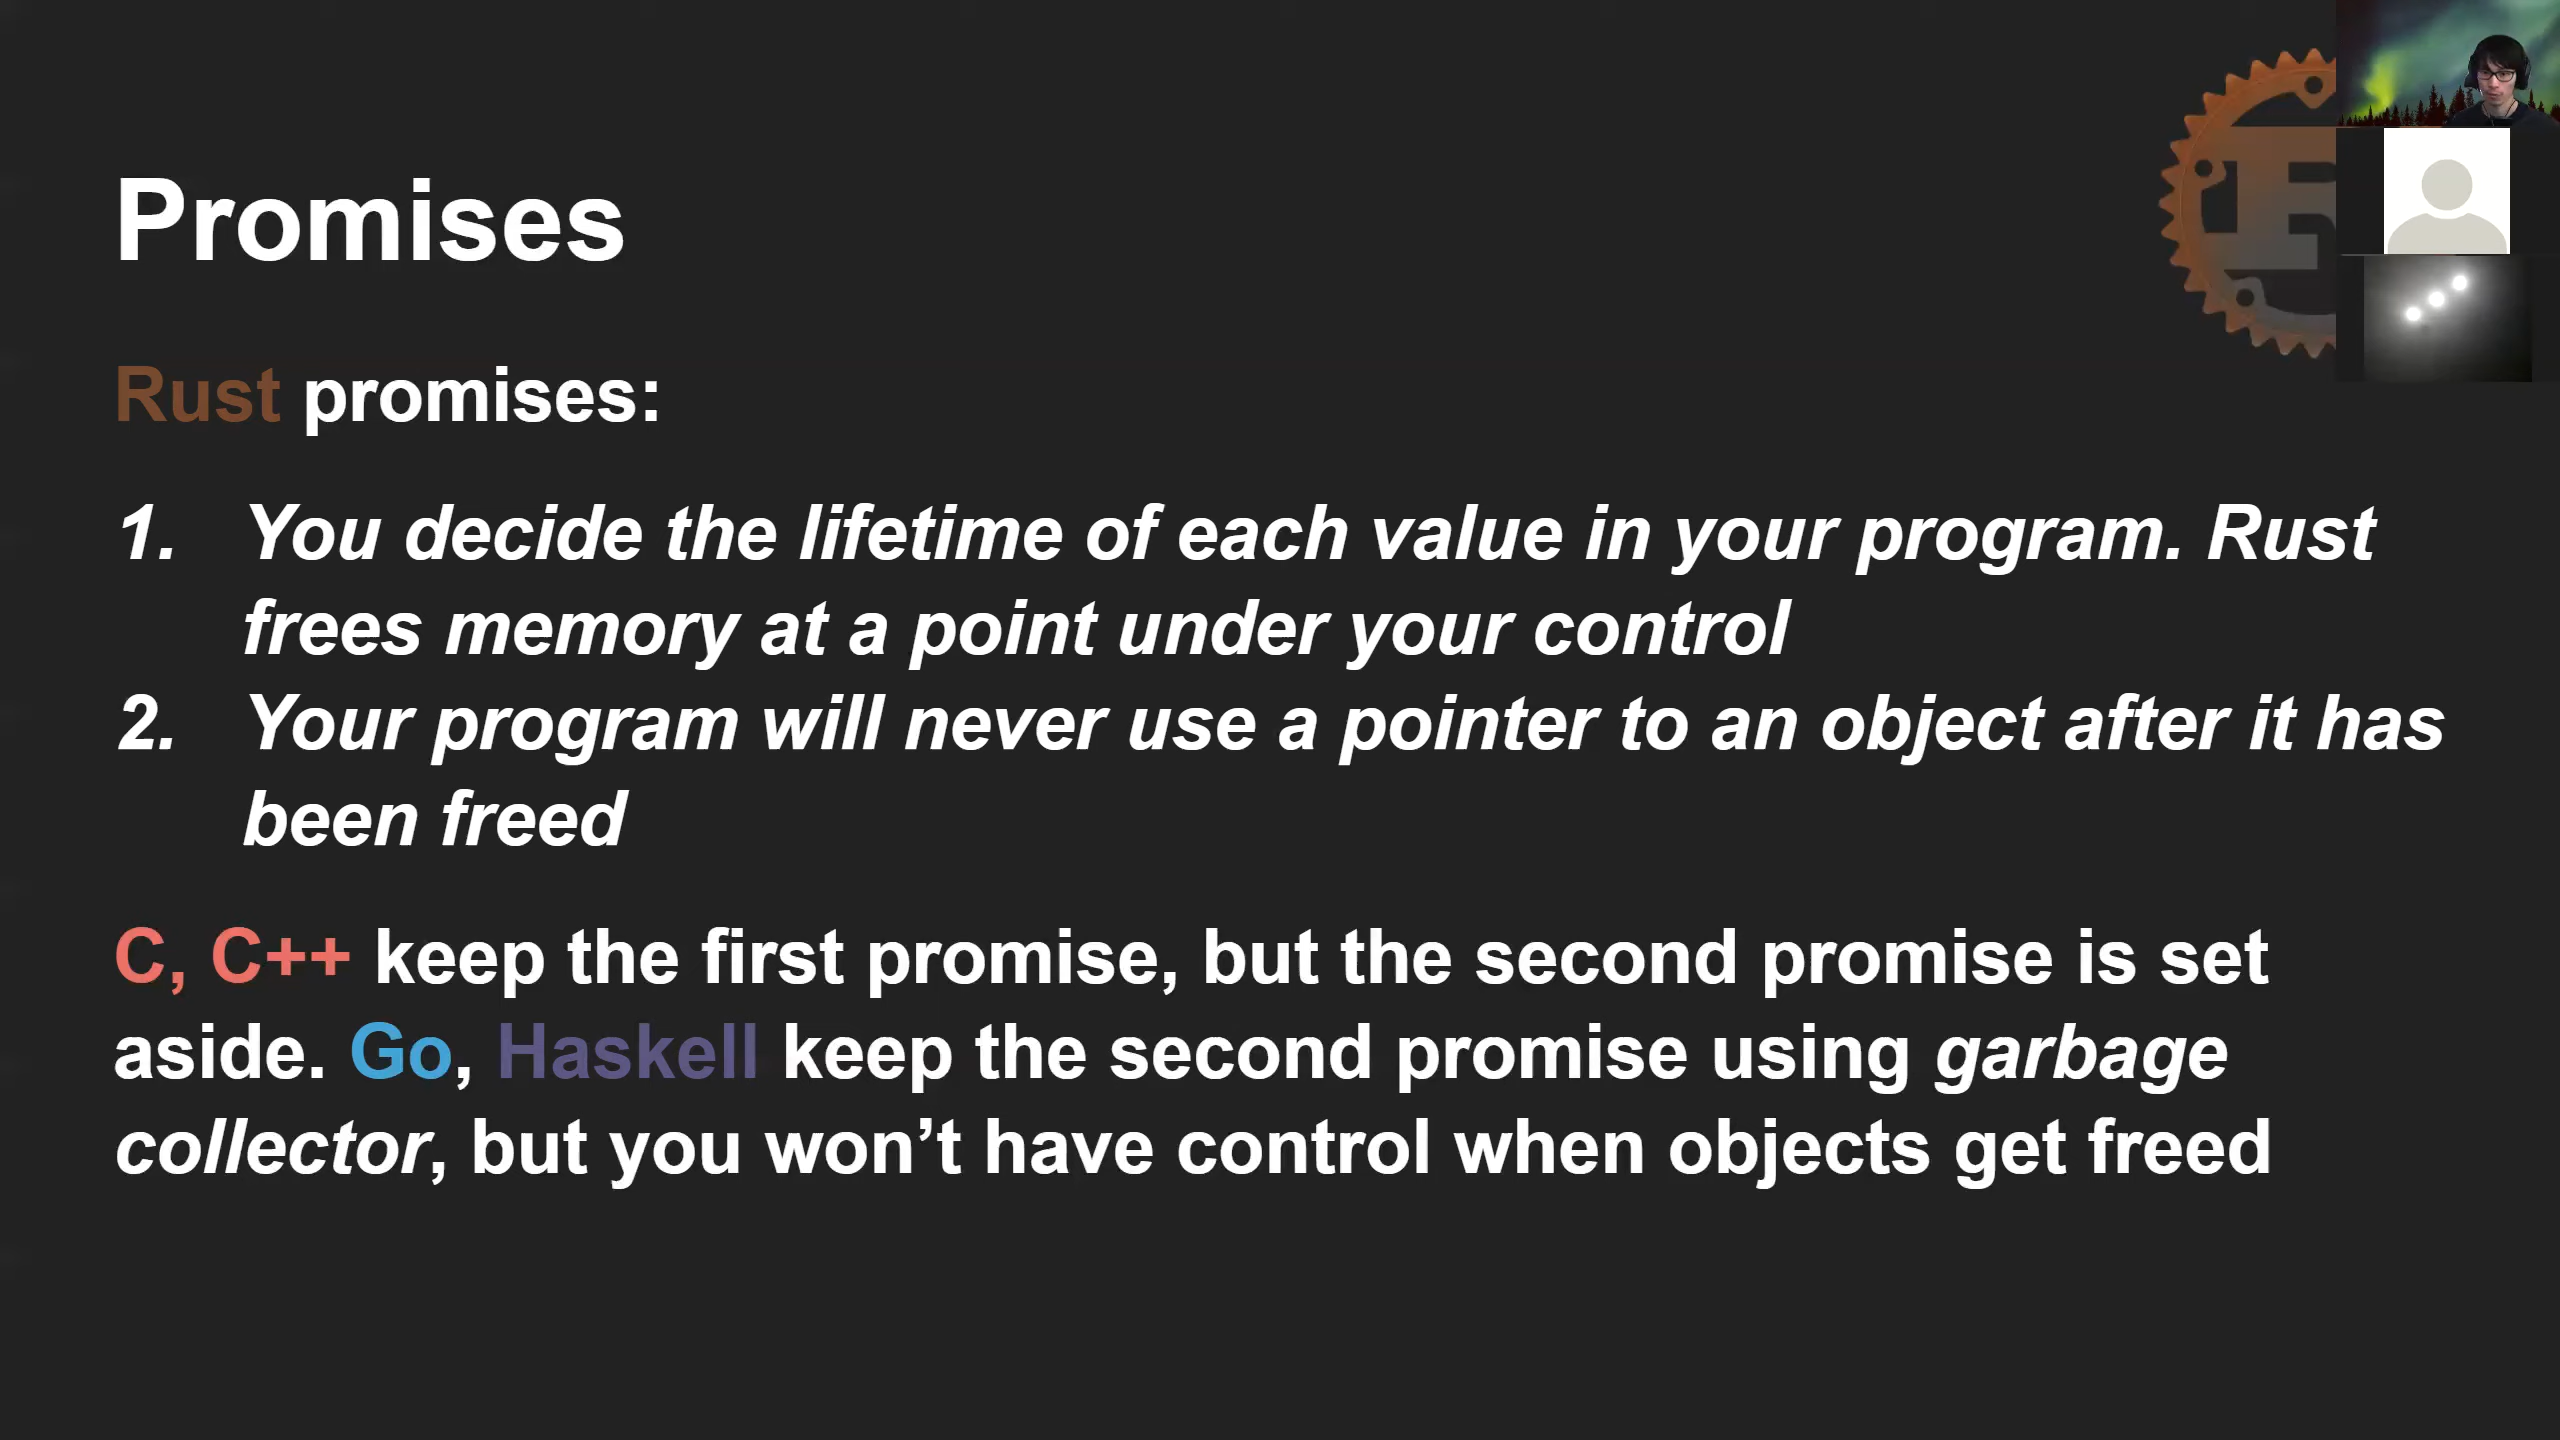 Promises
Rust promises:
1. You decide the lifetime of each value in your program. Rust
frees memory at a point under your control
2. Your program will never use a pointer to an object after it has
been freed
C, C++ keep the first promise, but the second promise is set
aside. Go, Haskell keep the second promise using garbage
collector, but you won’t have control when objects get freed